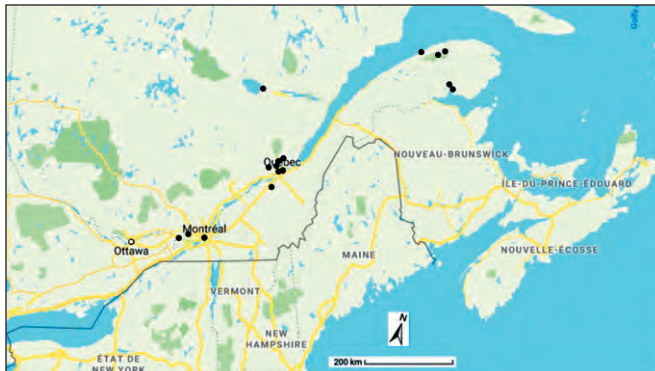 Golfe
Québec
NOUVEAU-BRUNSWICK
ÎLE-DU-PRINCE-ÉDOUARD
Montréal
Ottawa
MAINE
NOUVELLE-ÉCOSSE
VERMONT
NEW
HAMPSHIRE
ÉTAT DE
NEW YORK
200 km